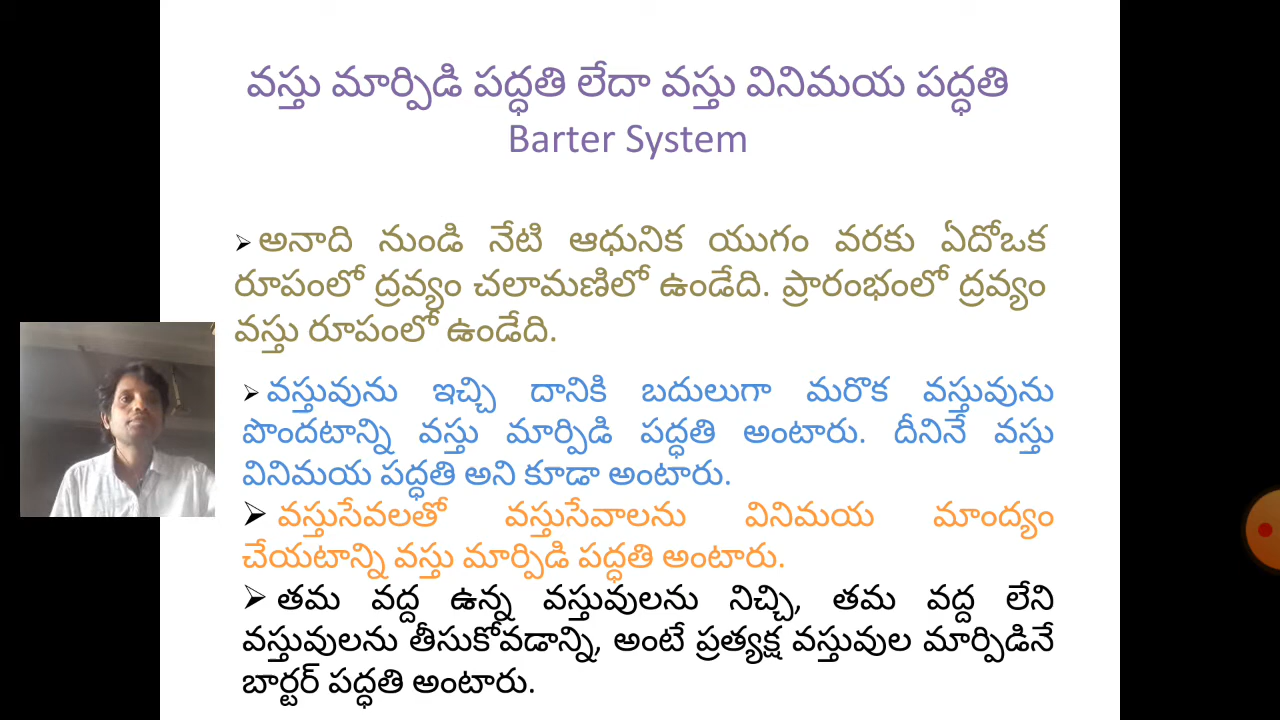 వస్తు మార్పిడి పద్ధతి లేదా వస్తు వినిమయ పద్ధతి
Barter System
అనాది నుండి నేటి ఆధునిక యుగం వరకు ఏదోఒక
రూపంలో ద్రవ్యం చలామణిలో ఉండేది. ప్రారంభంలో ద్రవ్యం
వస్తు రూపంలో ఉండేది.
వస్తువును ఇచ్చి దానికి బదులుగా మరొక వస్తువును
పొందటాన్ని వస్తు మార్పిడి పద్ధతి అంటారు. దీనినే వస్తు
వినిమయ పద్ధతి అని కూడా అంటారు.
వస్తుసేవలతో వస్తుసేవాలను వినిమయ మాంద్యం
చేయటాన్ని వస్తు మార్పిడి పద్ధతి అంటారు.
తమ వద్ద ఉన్న వస్తువులను నిచ్చి, తమ వద్ద లేని
వస్తువులను తీసుకోవడాన్ని, అంటే ప్రత్యక్ష వస్తువుల మార్పిడినే
బార్టర్ పద్ధతి అంటారు.